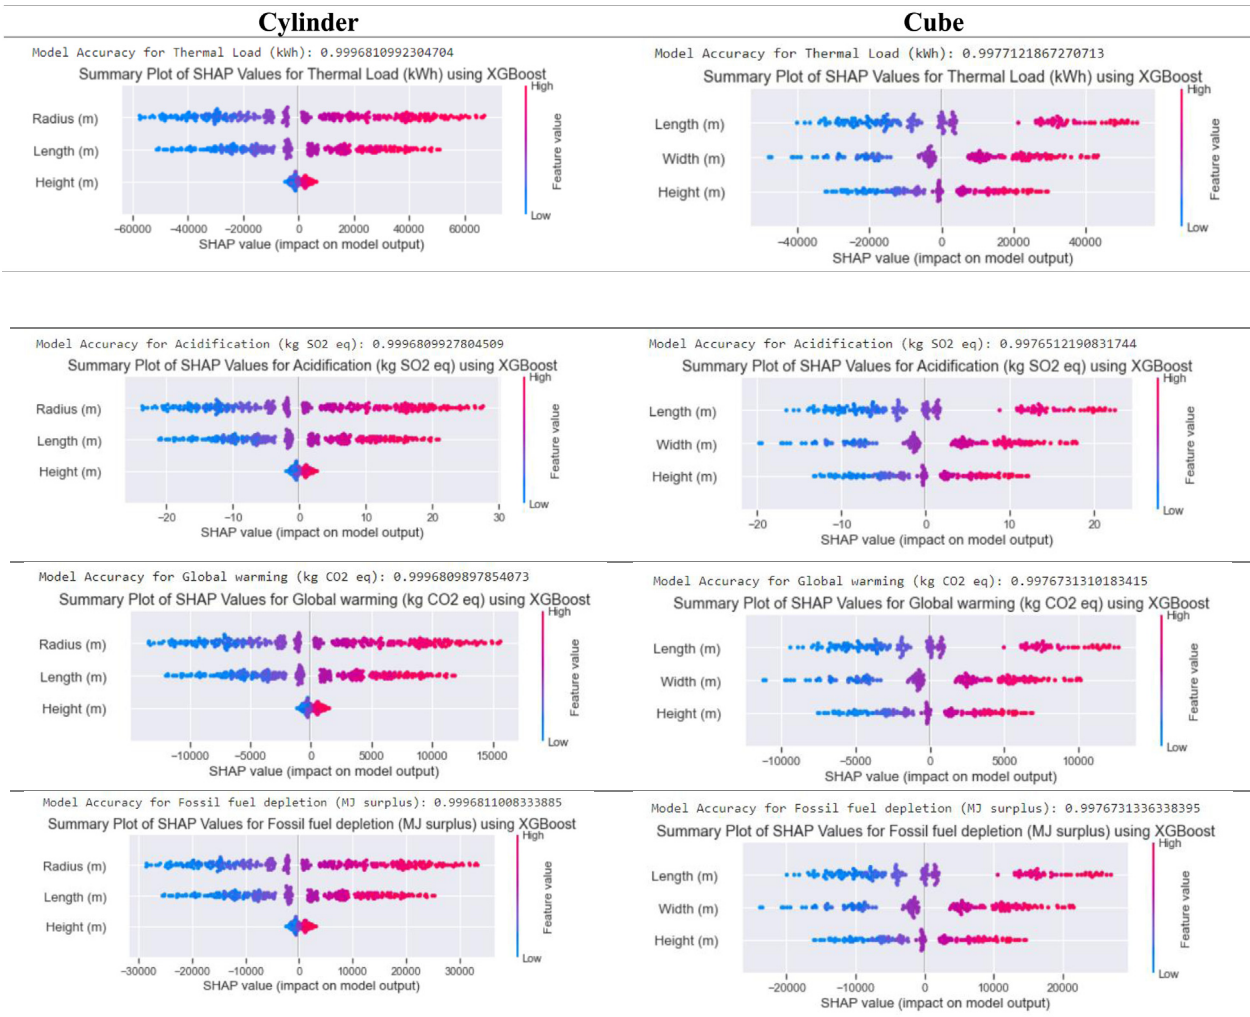 Cylinder
Cube
Model Accuracy for Thermal Load (kWh): 0.9996810992304704
Summary Plot of SHAP Values for Thermal Load (kWh) using XGBoost
High
Radius (m)
Length (m)
Height (m)
Feature value
Low
−60000 −40000 −20000 0 20000 40000 60000
SHAP value (impact on model output)
Model Accuracy for Thermal Load (kWh): 0.9977121867270713
Summary Plot of SHAP Values for Thermal Load (kWh) using XGBoost
High
Length (m)
Width (m)
Height (m)
Feature value
Low
−40000 −20000 0 20000 40000
SHAP value (impact on model output)
Model Accuracy for Acidification (kg SO2 eq): 0.9996809927804509
Summary Plot of SHAP Values for Acidification (kg SO2 eq) using XGBoost
High
Radius (m)
Length (m)
Height (m)
Feature value
Low
−20 −10 0 10 20 30
SHAP value (impact on model output)
Model Accuracy for Acidification (kg SO2 eq): 0.9976512190831744
Summary Plot of SHAP Values for Acidification (kg SO2 eq) using XGBoost
High
Length (m)
Width (m)
Height (m)
Feature value
Low
−20 −10 0 10 20
SHAP value (impact on model output)
Model Accuracy for Global warming (kg CO2 eq): 0.9996809897854073
Summary Plot of SHAP Values for Global warming (kg CO2 eq) using XGBoost
High
Radius (m)
Length (m)
Height (m)
Feature value
Low
−10000 −5000 0 5000 10000 15000
SHAP value (impact on model output)
Model Accuracy for Global warming (kg CO2 eq): 0.9976731310183415
Summary Plot of SHAP Values for Global warming (kg CO2 eq) using XGBoost
High
Length (m)
Width (m)
Height (m)
Feature value
Low
−10000 −5000 0 5000 10000
SHAP value (impact on model output)
Model Accuracy for Fossil fuel depletion (MJ surplus): 0.9996811008333885
Summary Plot of SHAP Values for Fossil fuel depletion (MJ surplus) using XGBoost
High
Radius (m)
Length (m)
Height (m)
Feature value
Low
−30000 −20000 −10000 0 10000 20000 30000
SHAP value (impact on model output)
Model Accuracy for Fossil fuel depletion (MJ surplus): 0.9976731336338395
Summary Plot of SHAP Values for Fossil fuel depletion (MJ surplus) using XGBoost
High
Length (m)
Width (m)
Height (m)
Feature value
Low
−20000 −10000 0 10000 20000
SHAP value (impact on model output)